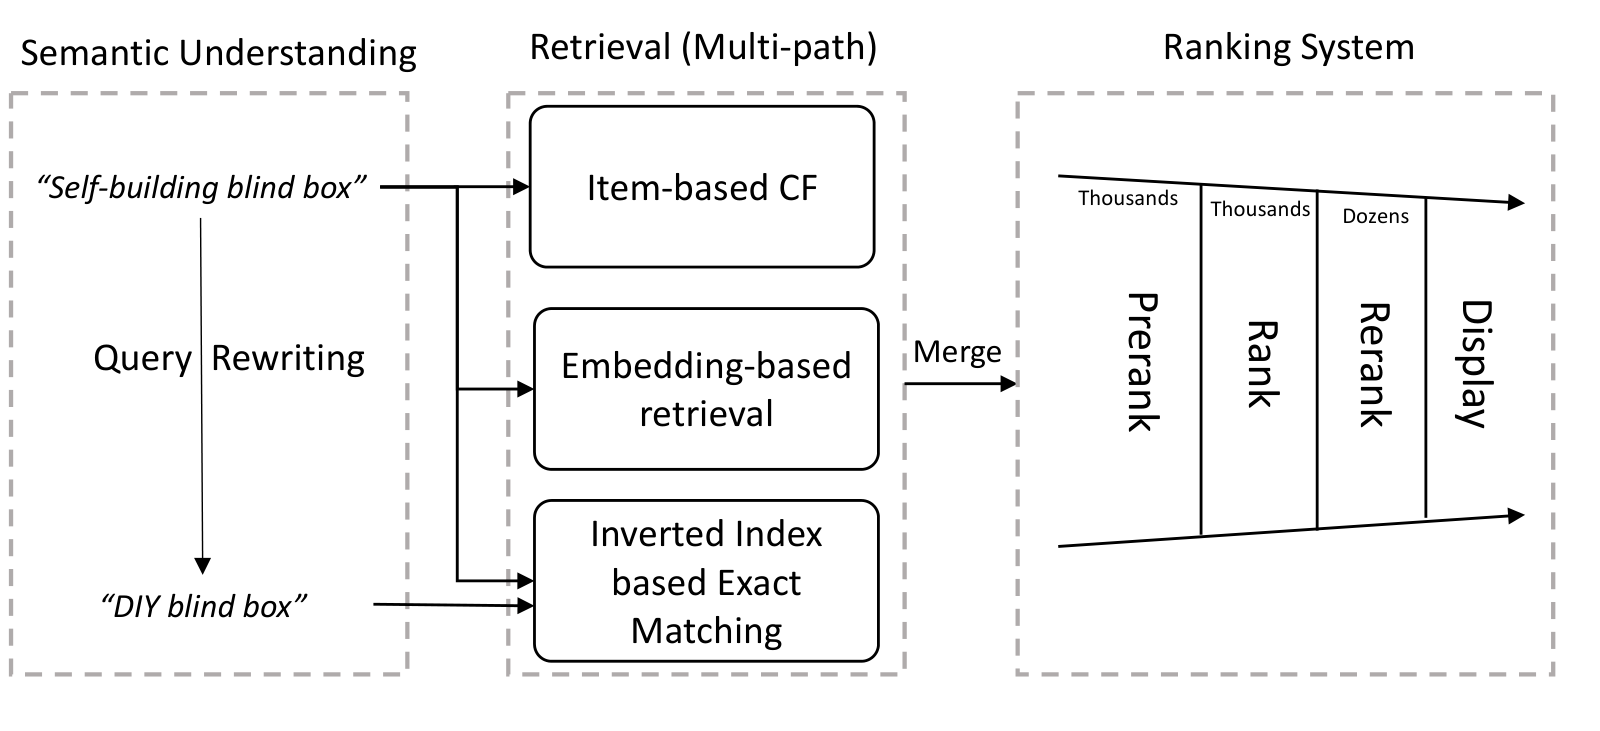 Semantic Understanding
“Self-building blind box”
Query Rewriting
“DIY blind box”
Retrieval (Multi-path)
Item-based CF
Embedding-based
retrieval
Inverted Index
based Exact
Matching
Merge
Ranking System
Thousands
Thousands
Dozens
Prerank
Rank
Rerank
Display